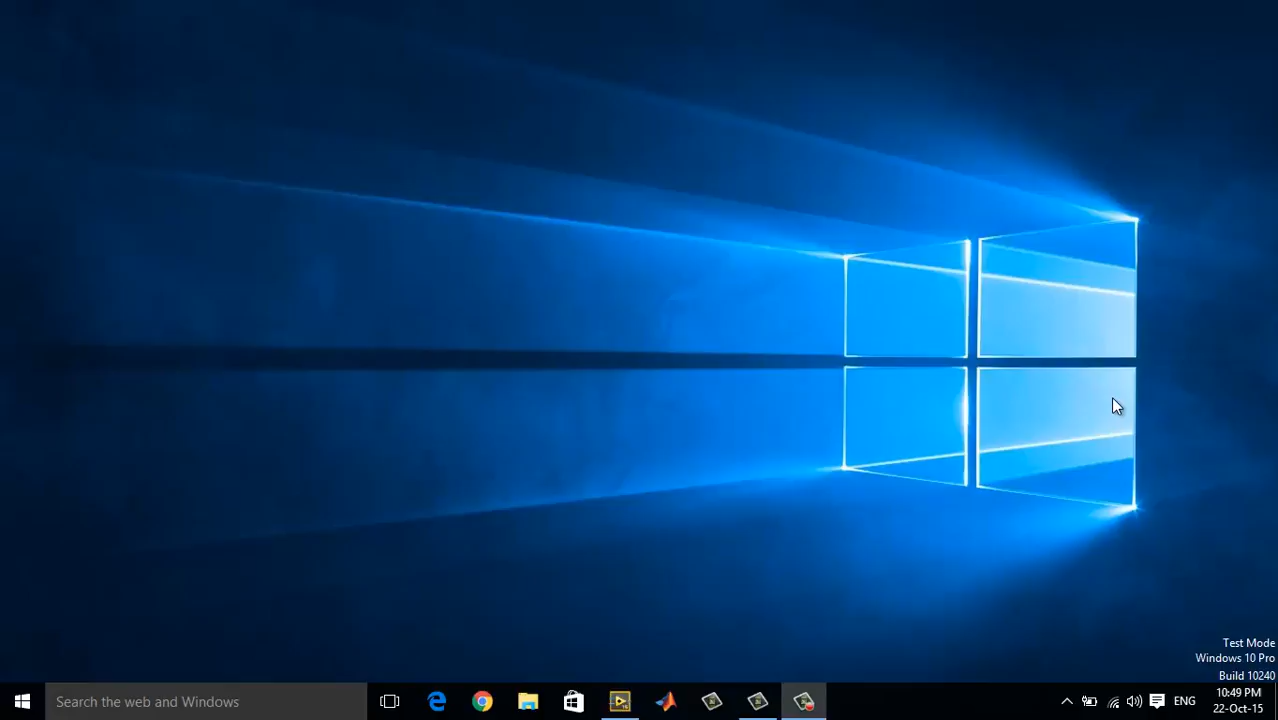 Test Mode
Windows 10 Pro
Build 10240
Search the web and Windows
ENG
10:49 PM
22-Oct-15